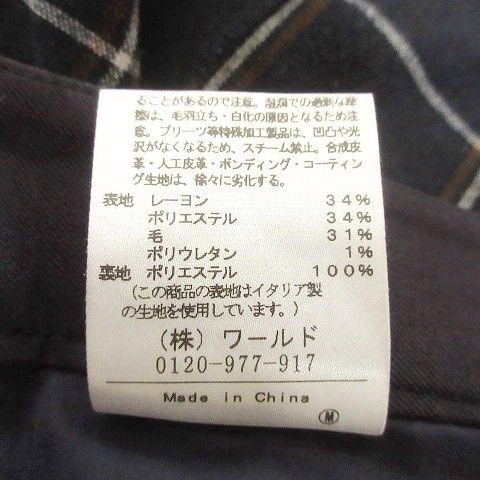 ることがあるので注意。湿潤での過剰な摩
擦は、毛羽立ち・白化の原因となるため注
意。プリーツ等特殊加工製品は、凹凸や光
沢がなくなるため、スチーム禁止。合成皮
革・人工皮革・ボンディング・コーティン
グ生地は、徐々に劣化する。
表地 レーヨン 34%
ポリエステル 34%
毛 31%
ポリウレタン 1%
裏地 ポリエステル 100%
(この商品の表地はイタリア製
の生地を使用しています。)
(株) ワールド
0120-977-917
Made in China
M